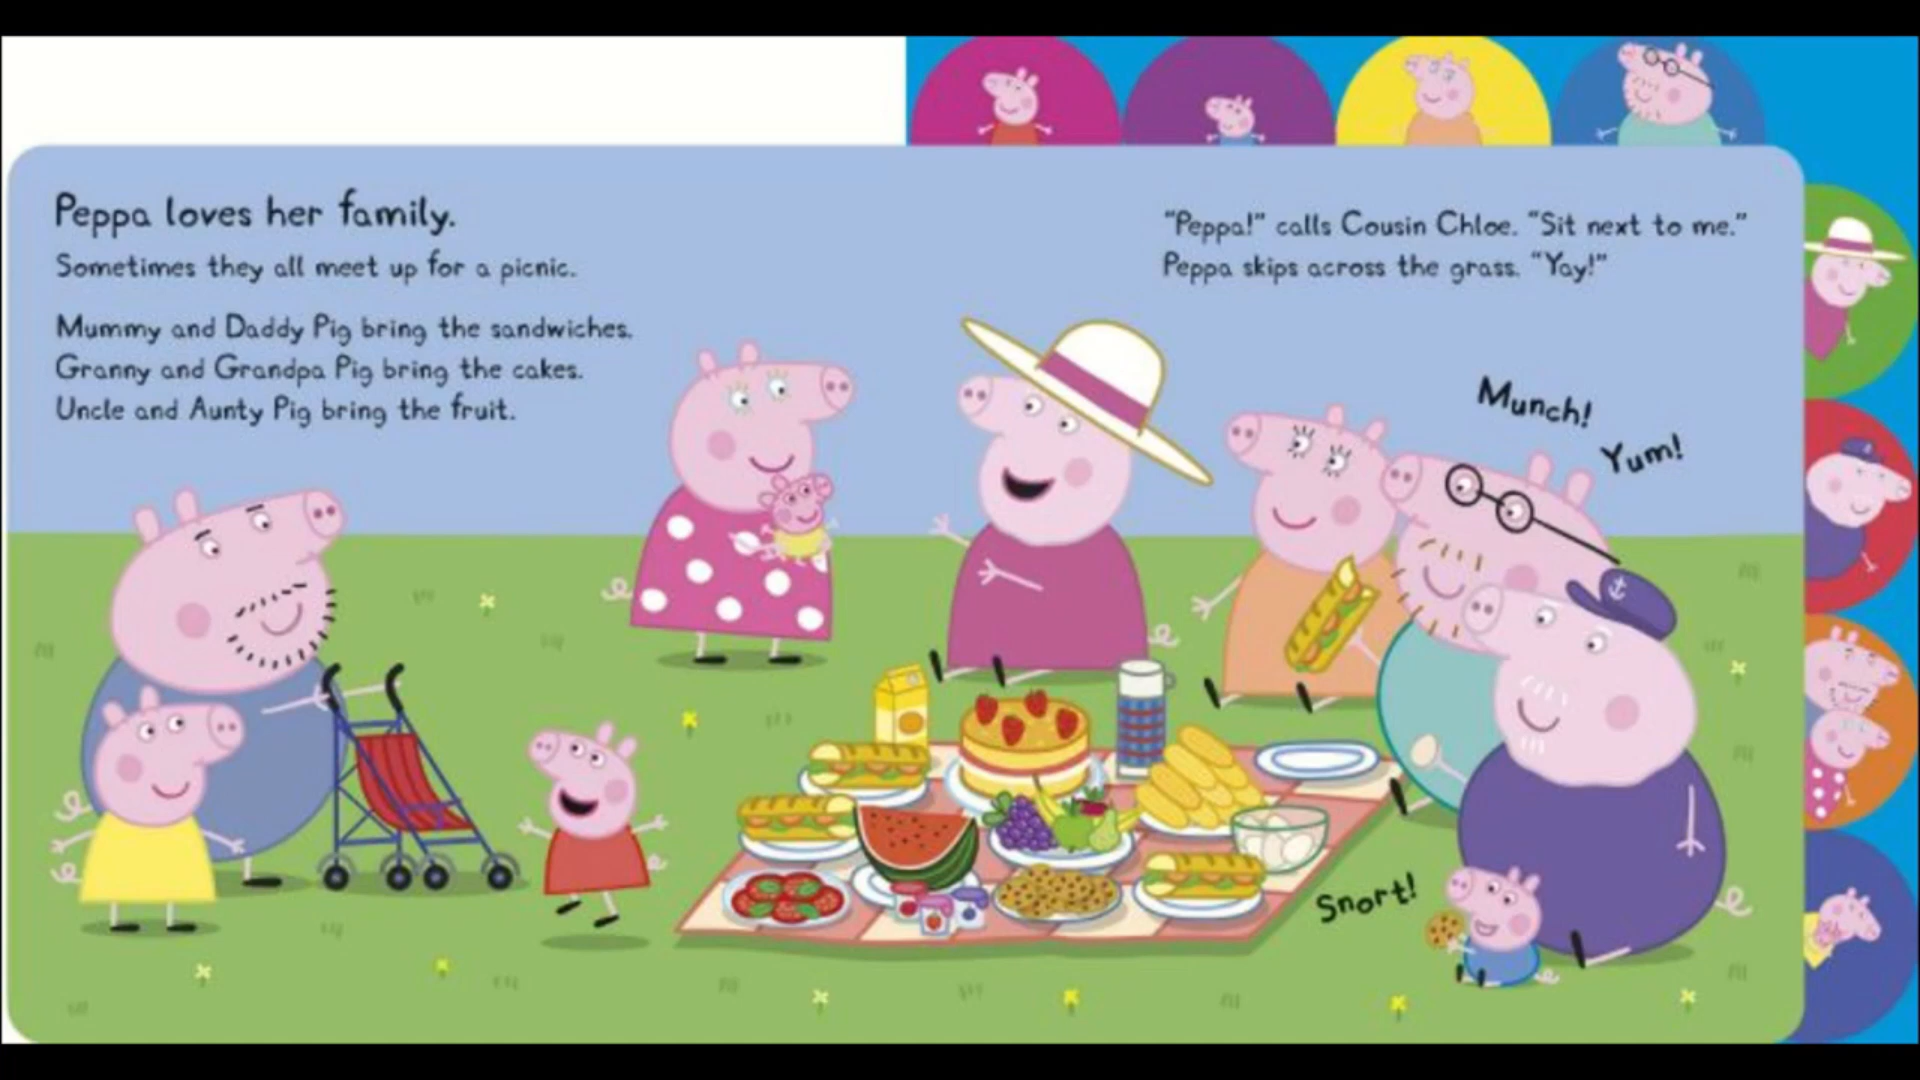 Peppa loves her family.
Sometimes they all meet up for a picnic.
Mummy and Daddy Pig bring the sandwiches.
Granny and Grandpa Pig bring the cakes.
Uncle and Aunty Pig bring the fruit.
“Peppa!” calls Cousin Chloe. “Sit next to me.”
Peppa skips across the grass. “Yay!”
Munch!
Yum!
Snort!